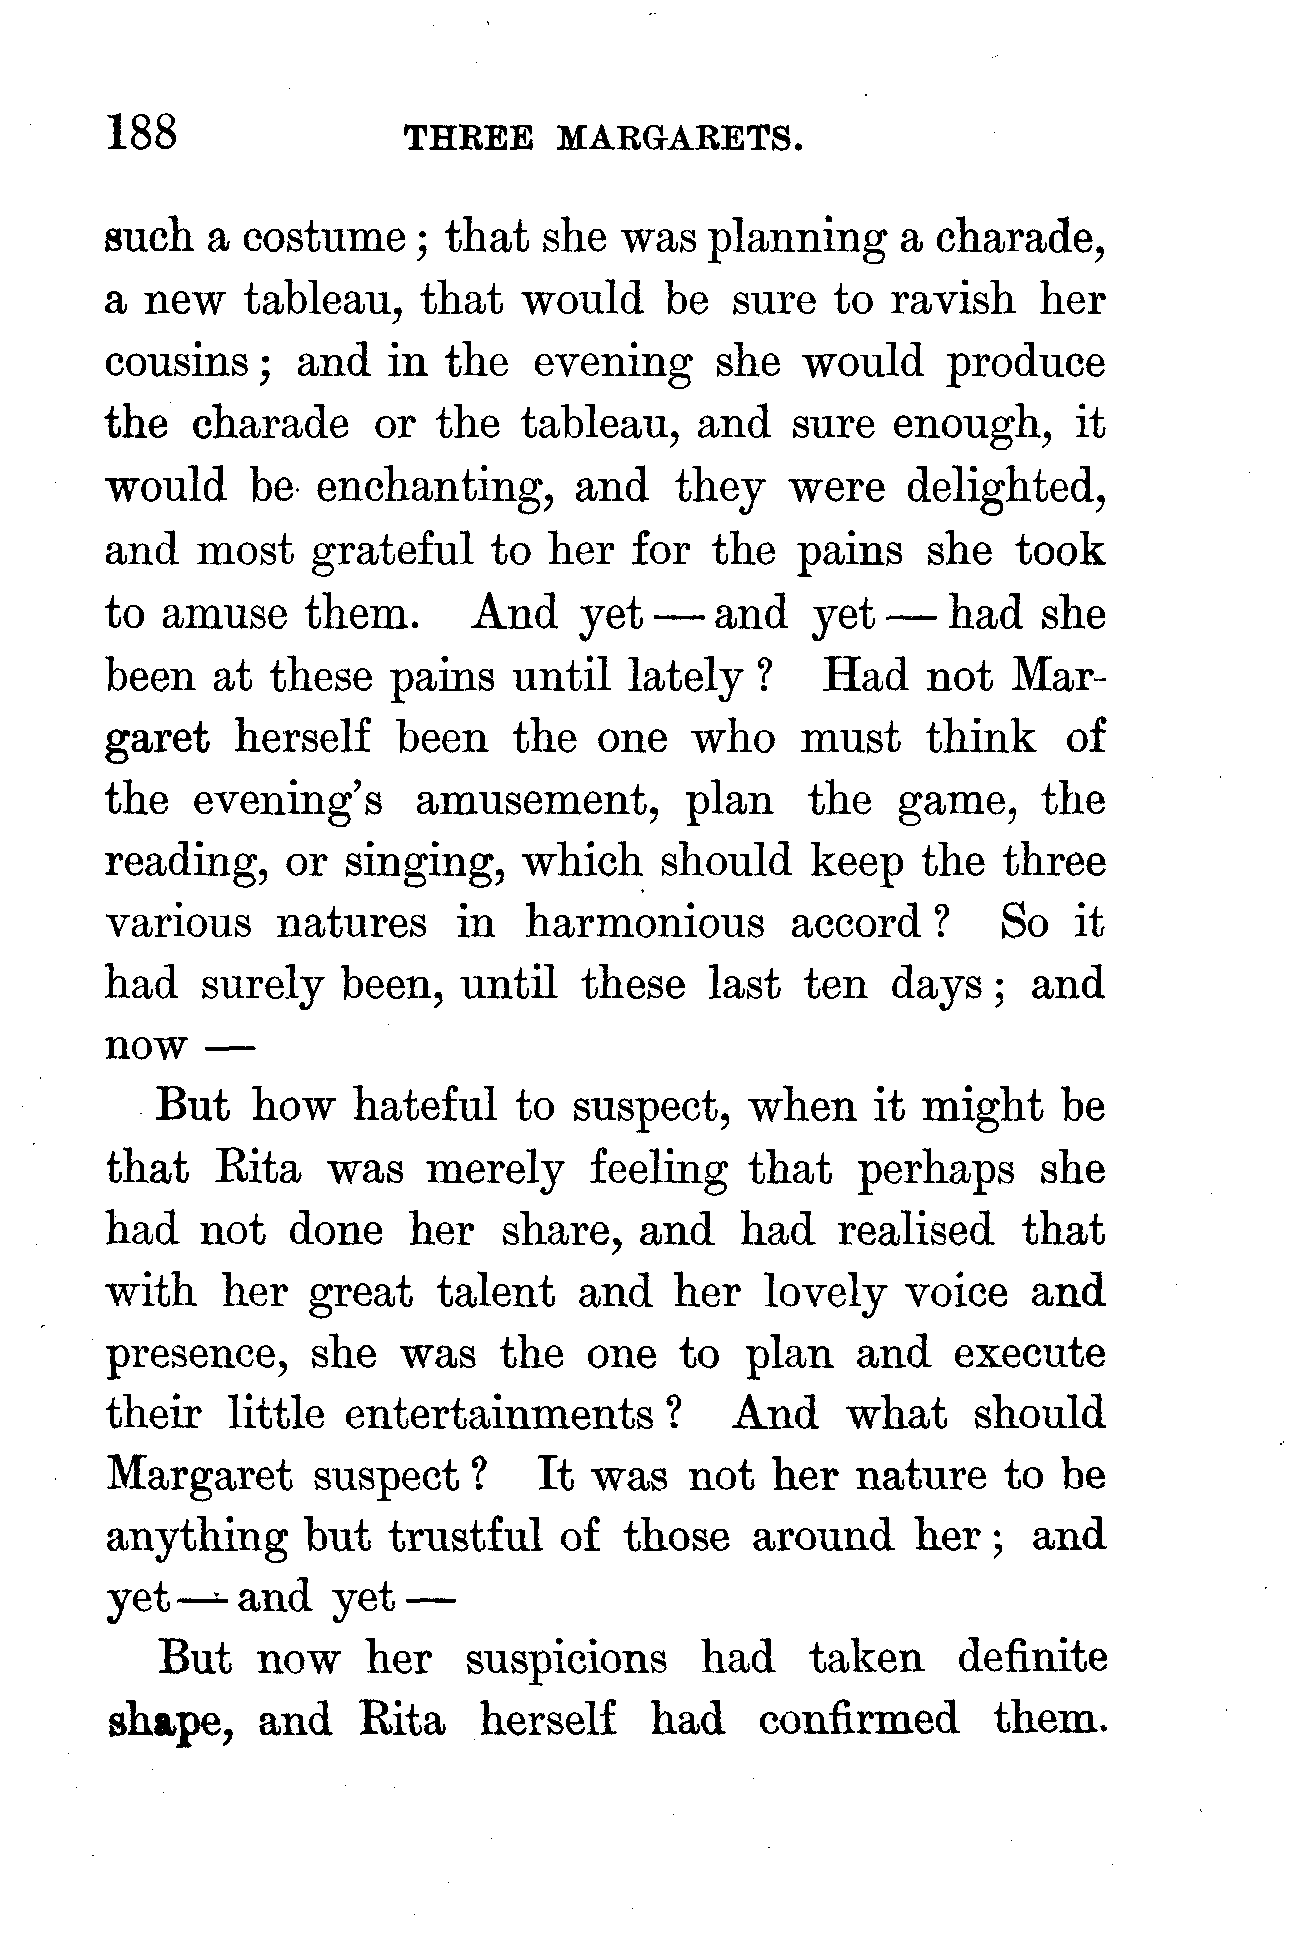 188 THREE MARGARETS.
such a costume; that she was planning a charade,
a new tableau, that would be sure to ravish her
cousins; and in the evening she would produce
the charade or the tableau, and sure enough, it
would be enchanting, and they were delighted,
and most grateful to her for the pains she took
to amuse them. And yet — and yet — had she
been at these pains until lately? Had not Mar-
garet herself been the one who must think of
the evening's amusement, plan the game, the
reading, or singing, which should keep the three
various natures in harmonious accord? So it
had surely been, until these last ten days; and
now —
But how hateful to suspect, when it might be
that Rita was merely feeling that perhaps she
had not done her share, and had realised that
with her great talent and her lovely voice and
presence, she was the one to plan and execute
their little entertainments? And what should
Margaret suspect? It was not her nature to be
anything but trustful of those around her; and
yet — and yet —
But now her suspicions had taken definite
shape, and Rita herself had confirmed them.